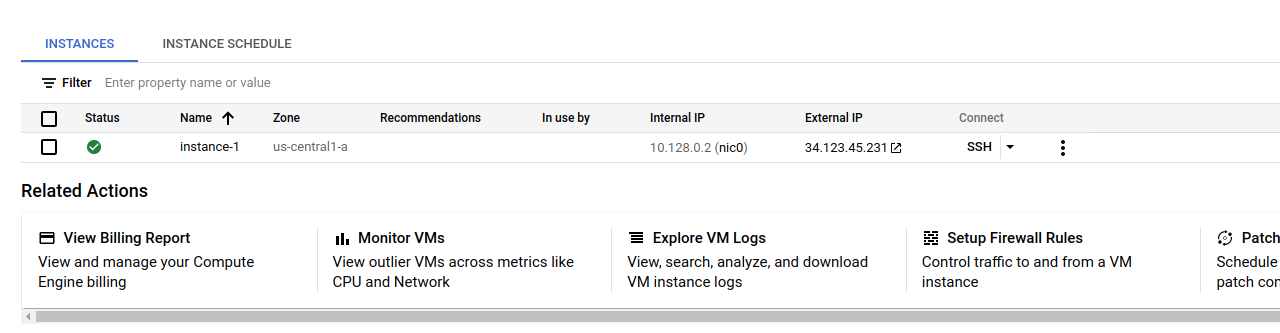 INSTANCES INSTANCE SCHEDULE
Filter Enter property name or value
Status Name Zone Recommendations In use by Internal IP External IP Connect
instance-1 us-central1-a 10.128.0.2 (nic0) 34.123.45.231 SSH
Related Actions
View Billing Report
View and manage your Compute
Engine billing
Monitor VMs
View outlier VMs across metrics like
CPU and Network
Explore VM Logs
View, search, analyze, and download
VM instance logs
Setup Firewall Rules
Control traffic to and from a VM
instance
Patch
Schedule
patch